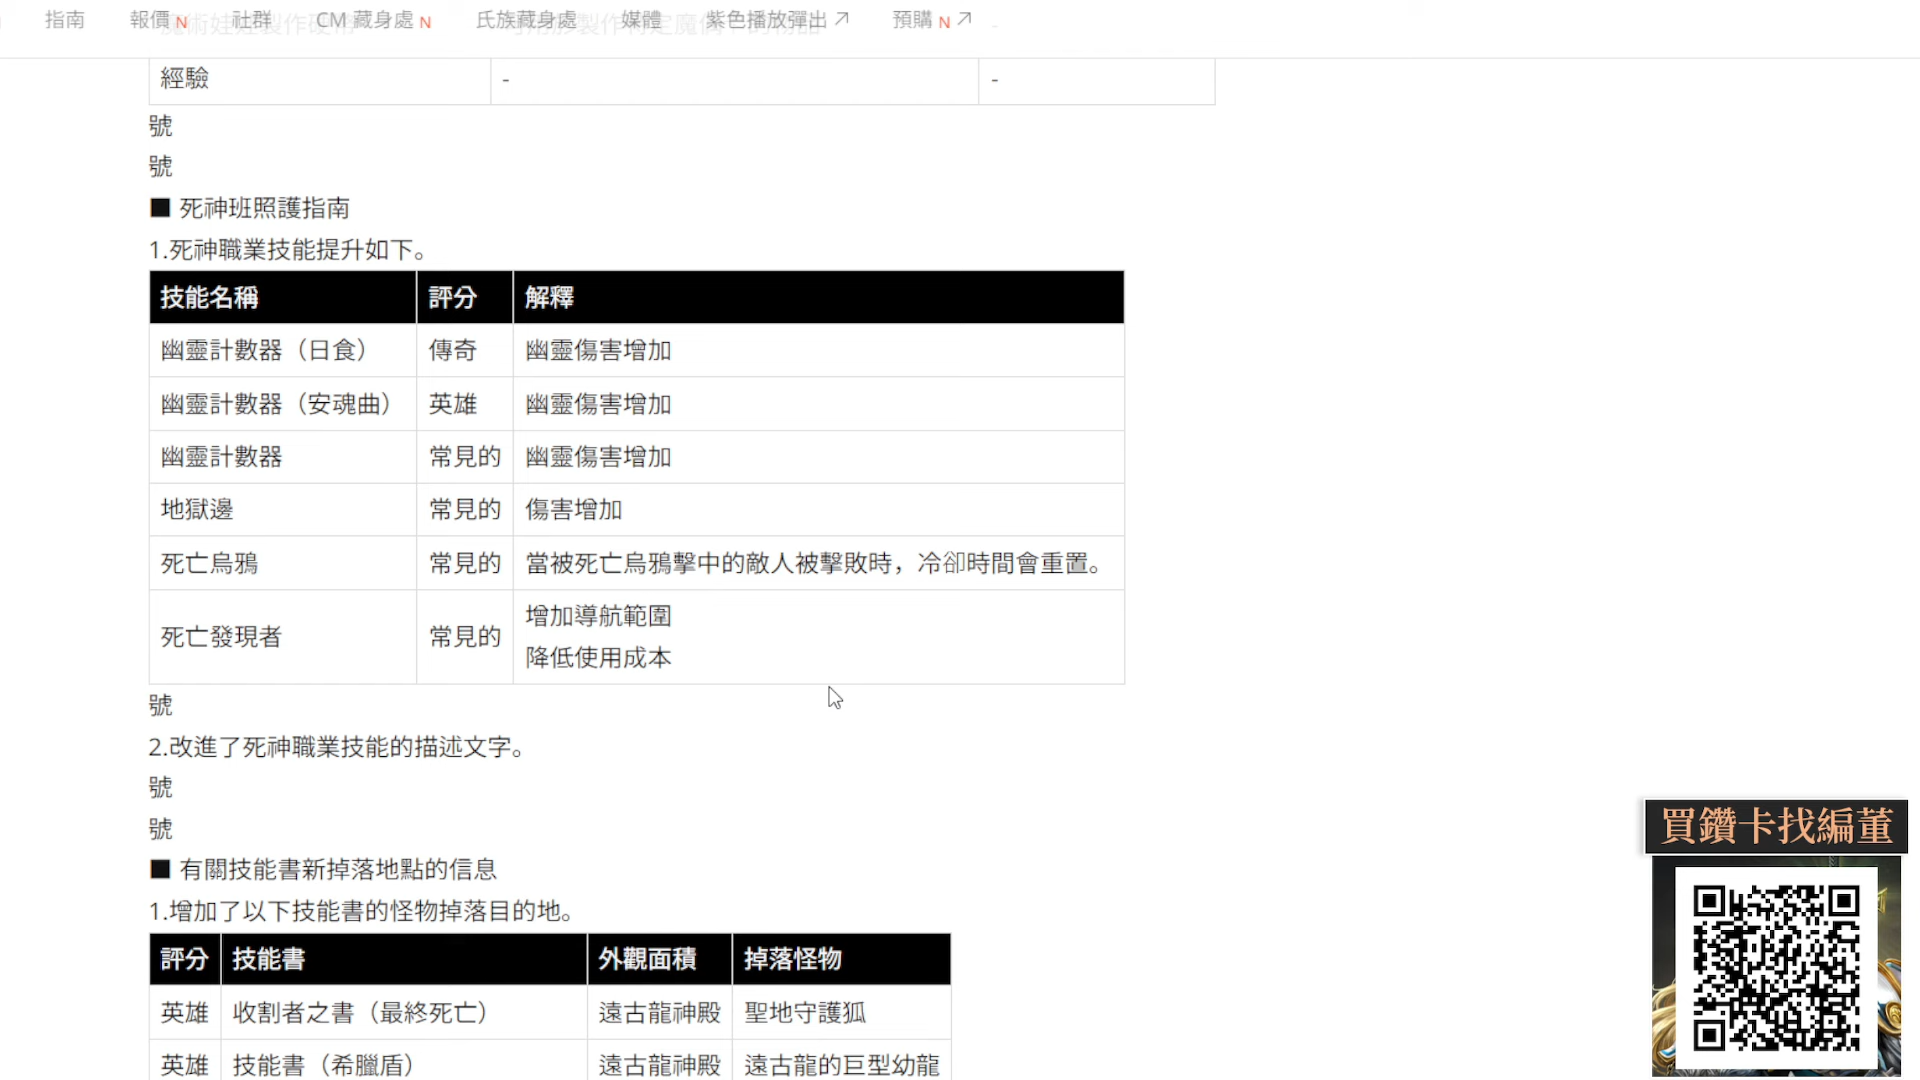 指南 報價 N 社群 CM 藏身處 N 氏族藏身處 媒體 紫色播放彈出 預購 N
經驗 - -
號
號
■ 死神班照護指南
1.死神職業技能提升如下。
技能名稱 評分 解釋
幽靈計數器（日食） 傳奇 幽靈傷害增加
幽靈計數器（安魂曲） 英雄 幽靈傷害增加
幽靈計數器 常見的 幽靈傷害增加
地獄邊 常見的 傷害增加
死亡烏鴉 常見的 當被死亡烏鴉擊中的敵人被擊敗時，冷卻時間會重置。
死亡發現者 常見的 增加導航範圍
降低使用成本
號
2.改進了死神職業技能的描述文字。
號
號
■ 有關技能書新掉落地點的信息
1.增加了以下技能書的怪物掉落目的地。
評分 技能書 外觀面積 掉落怪物
英雄 收割者之書（最終死亡） 遠古龍神殿 聖地守護狐
英雄 技能書（希臘盾） 遠古龍神殿 遠古龍的巨型幼龍
買鑽卡找編董